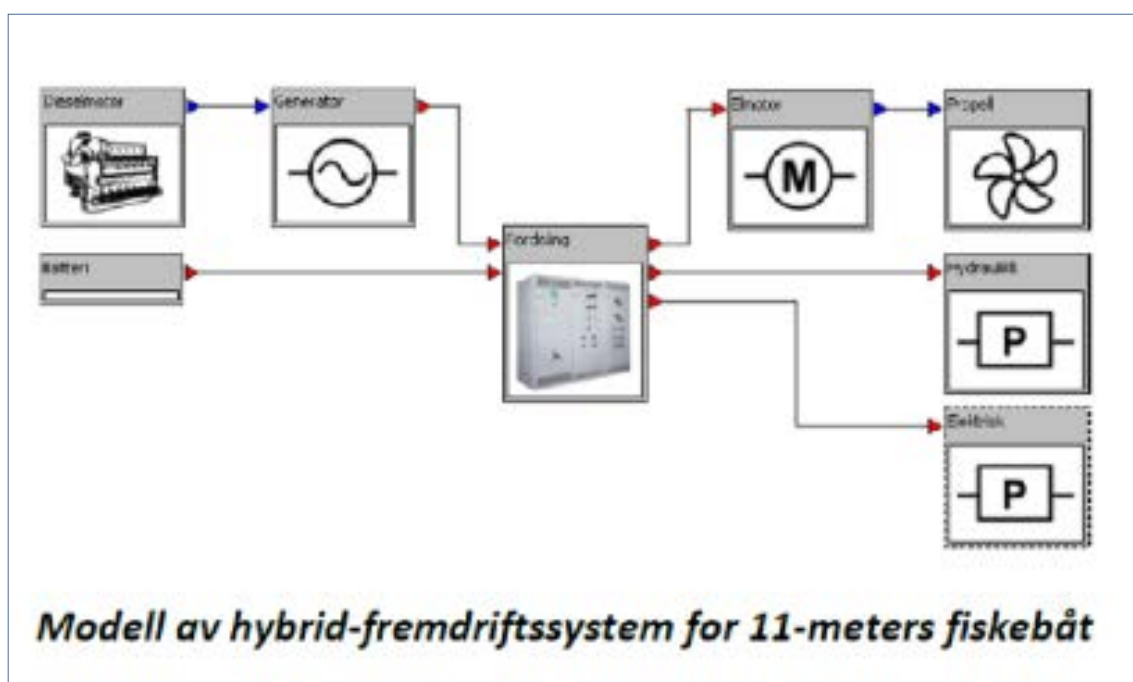 Dieselmotor
Generator
Elmotor
Propell
Batteri
Fordeling
Hydraulikk
Elektrisk
M
P
P
Modell av hybrid-fremdriftssystem for 11-meters fiskebåt